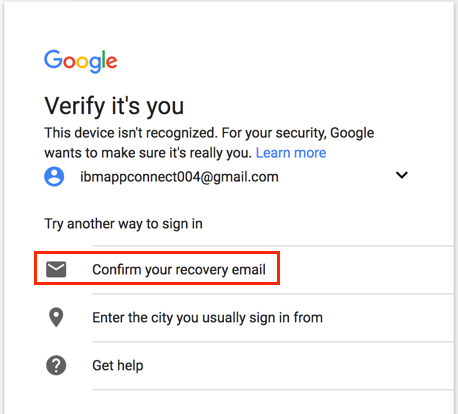 Google
Verify it's you
This device isn't recognized. For your security, Google
wants to make sure it's really you. Learn more
ibmappconnect004@gmail.com
Try another way to sign in
Confirm your recovery email
Enter the city you usually sign in from
?
Get help